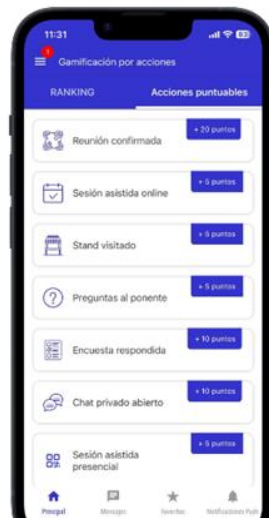 11:31
1
Gamificación por acciones
RANKING
Acciones puntuables
+ 20 puntos
Reunión confirmada
+ 5 puntos
Sesión asistida online
+ 5 puntos
Stand visitado
+ 5 puntos
Preguntas al ponente
+ 10 puntos
Encuesta respondida
+ 10 puntos
Chat privado abierto
+ 5 puntos
Sesión asistida
presencial
Principal
Mensajes
Favoritos
Notificaciones Push